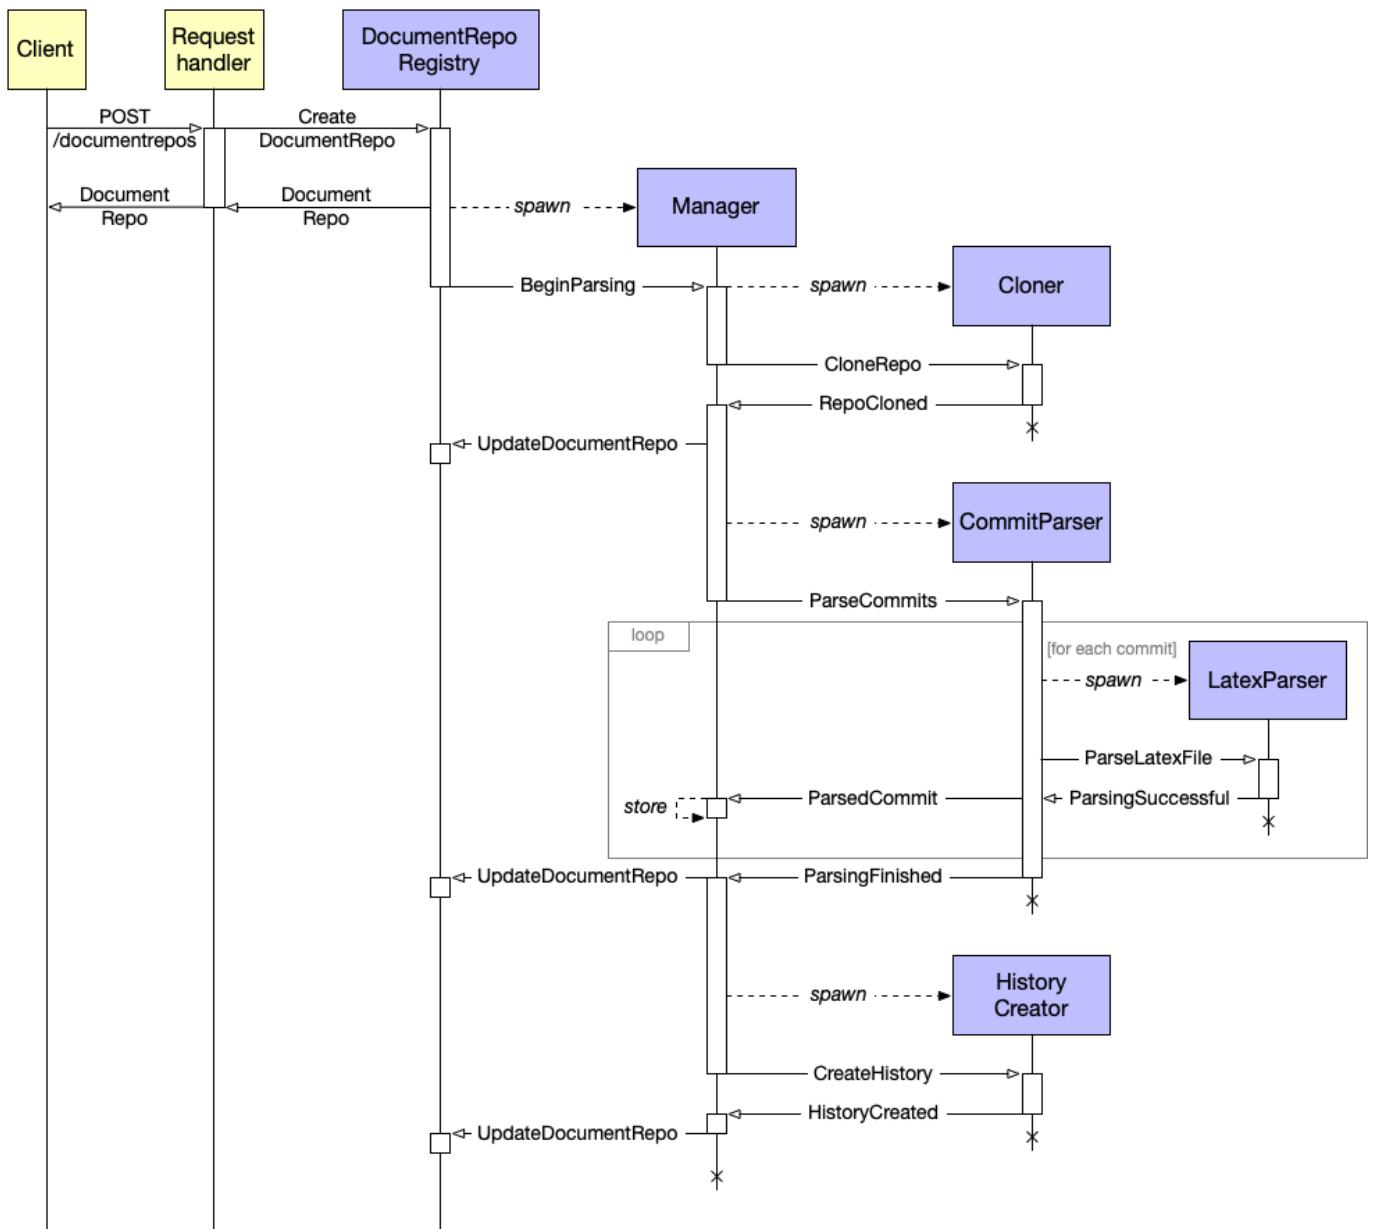 Client
Request
handler
DocumentRepo
Registry
POST
/documentrepos
Create
DocumentRepo
Document
Repo
Document
Repo
spawn
Manager
BeginParsing
spawn
Cloner
CloneRepo
RepoCloned
UpdateDocumentRepo
spawn
CommitParser
ParseCommits
loop
[for each commit]
spawn
LatexParser
ParseLatexFile
store
ParsedCommit
ParsingSuccessful
UpdateDocumentRepo
ParsingFinished
spawn
History
Creator
CreateHistory
HistoryCreated
UpdateDocumentRepo